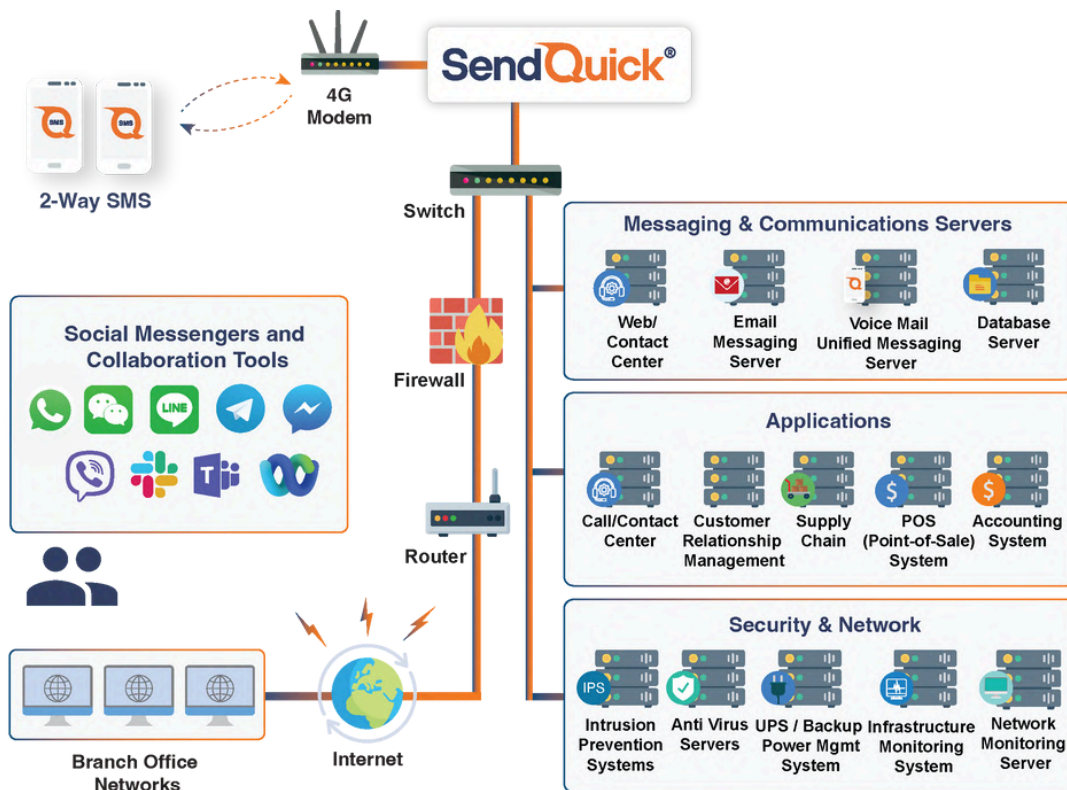 SendQuick®
4G
Modem
SMS
SMS
2-Way SMS
Switch
Messaging & Communications Servers
Web/
Contact
Center
Email
Messaging
Server
Voice Mail
Unified Messaging
Server
Database
Server
Social Messengers and
Collaboration Tools
LINE
T
Firewall
Applications
Call/Contact
Center
Customer
Relationship
Management
Supply
Chain
$
POS
(Point-of-Sale)
System
$
Accounting
System
Router
Security & Network
IPS
Intrusion
Prevention
Systems
Anti Virus
Servers
UPS / Backup
Power Mgmt
System
Infrastructure
Monitoring
System
Network
Monitoring
Server
Internet
Branch Office
Networks